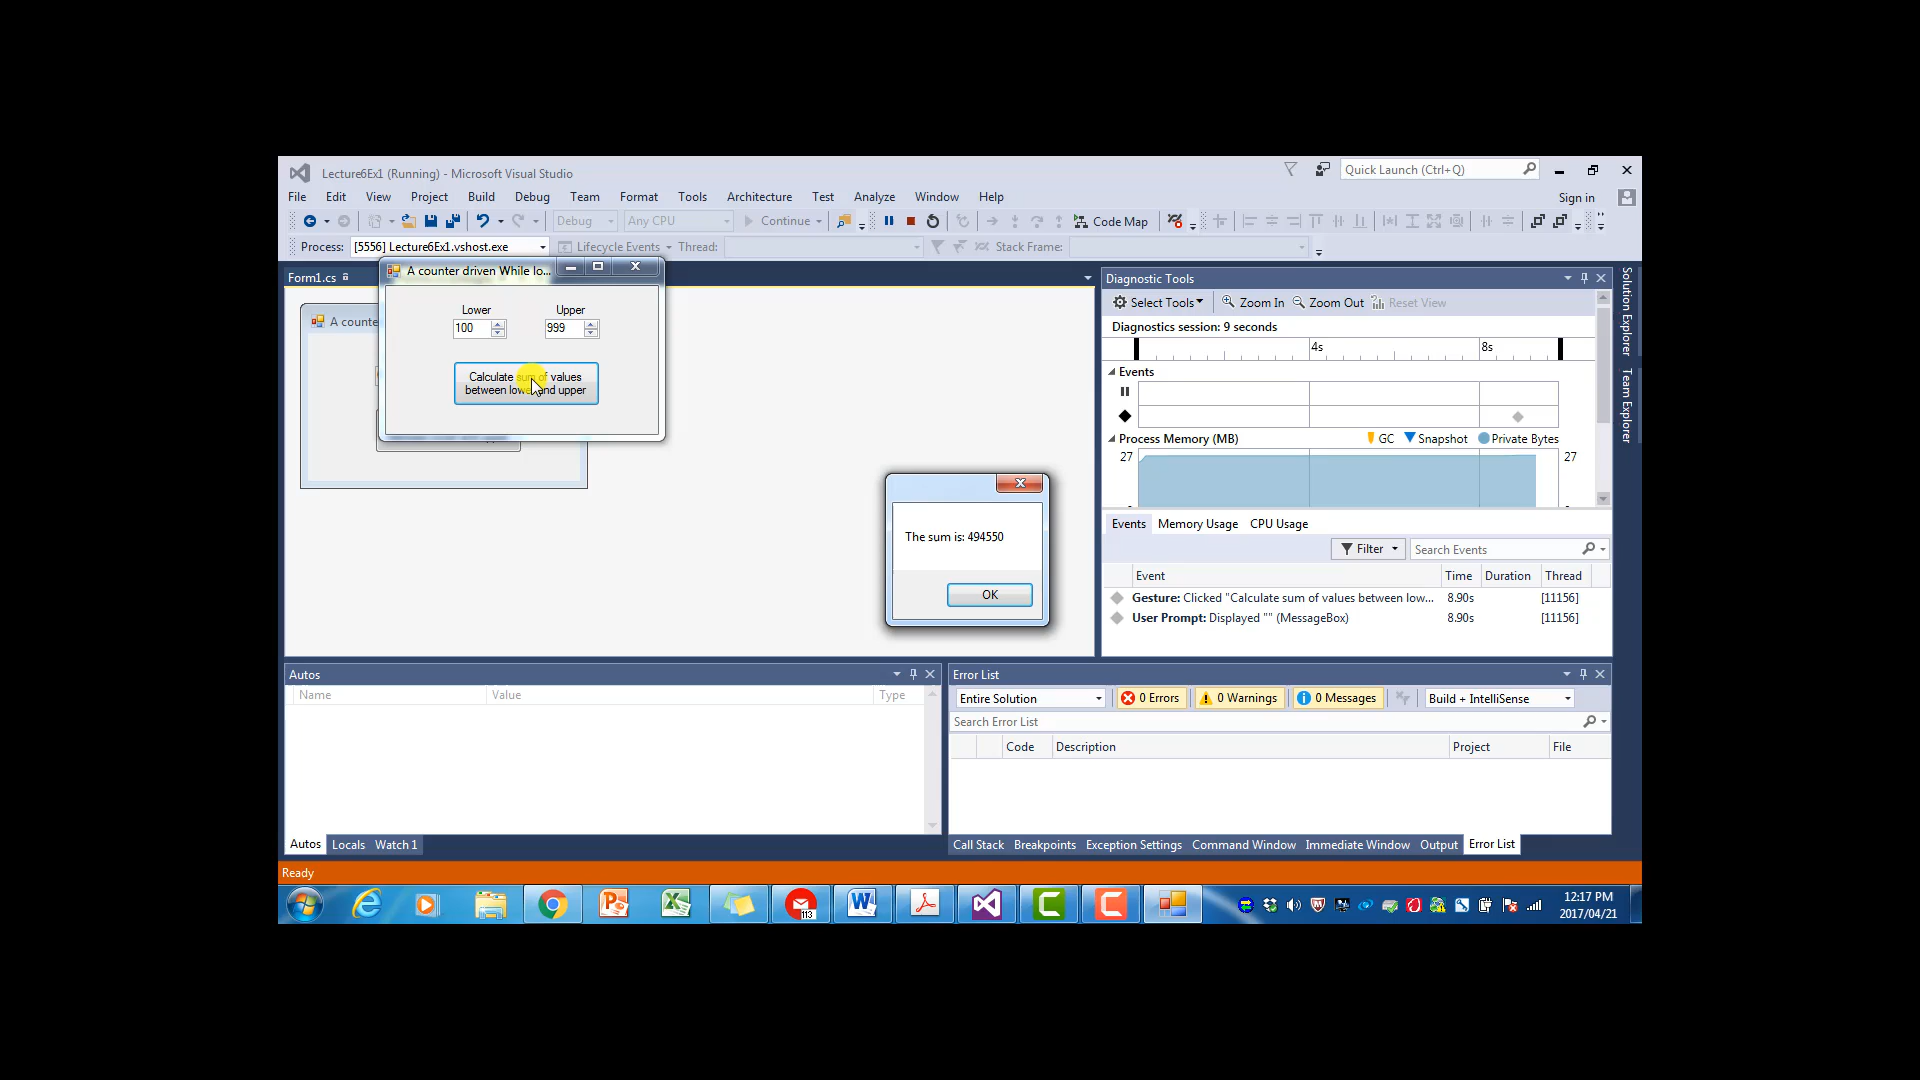 Lecture6Ex1 (Running) - Microsoft Visual Studio
Quick Launch (Ctrl+Q)
File Edit View Project Build Debug Team Format Tools Architecture Test Analyze Window Help
Sign in
Debug Any CPU Continue Code Map
Process: [5556] Lecture6Ex1.vshost.exe Lifecycle Events Thread: Stack Frame:
Form1.cs
A counter driven While lo...
A counte
Lower Upper
100 999
Calculate sum of values
between lower and upper
The sum is: 494550
OK
Diagnostic Tools
Select Tools Zoom In Zoom Out Reset View
Diagnostics session: 9 seconds
4s 8s
Events
Process Memory (MB) GC Snapshot Private Bytes
27 27
Events Memory Usage CPU Usage
Filter Search Events
Event Time Duration Thread
Gesture: Clicked "Calculate sum of values between low... 8.90s [11156]
User Prompt: Displayed "" (MessageBox) 8.90s [11156]
Solution Explorer
Team Explorer
Autos
Name Value Type
Autos Locals Watch 1
Error List
Entire Solution 0 Errors 0 Warnings 0 Messages Build + IntelliSense
Search Error List
Code Description Project File
Call Stack Breakpoints Exception Settings Command Window Immediate Window Output Error List
Ready
113
12:17 PM
2017/04/21